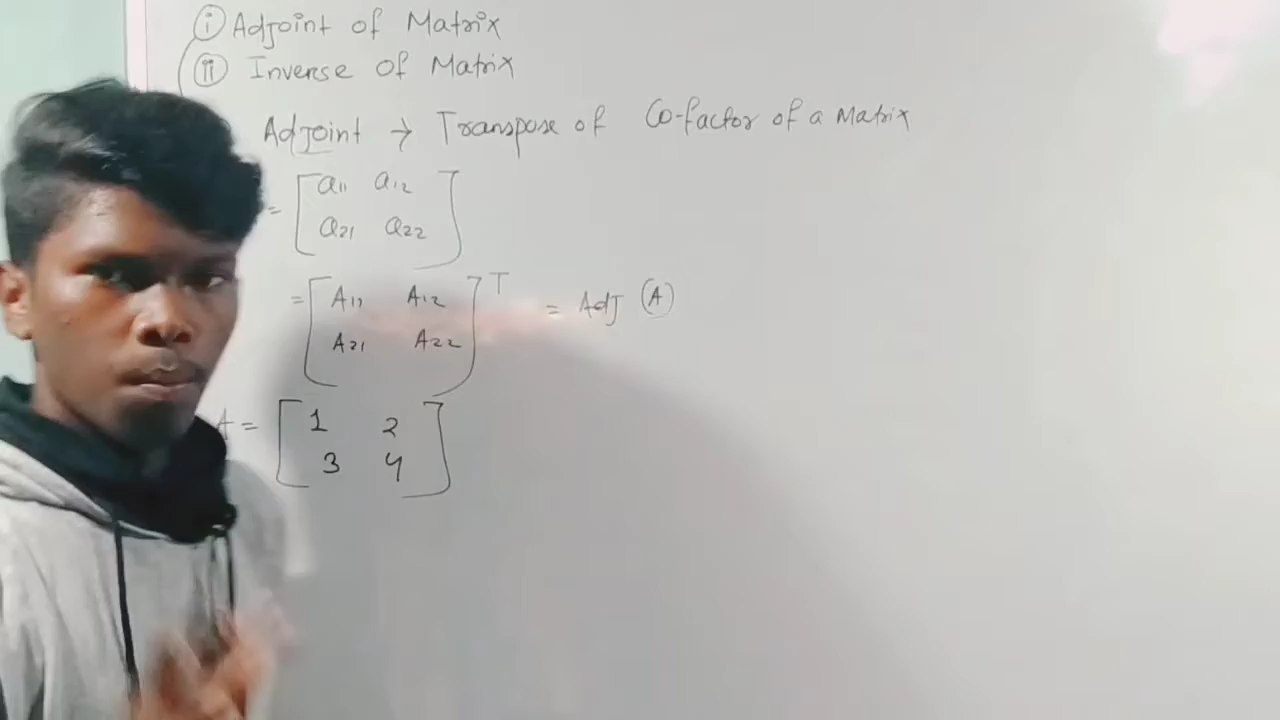 (i) Adjoint of Matrix
(ii) Inverse of Matrix
Adjoint → Transpose of Co-factor of a Matrix
= [a₁₁ a₁₂
a₂₁ a₂₂]
= [A₁₁ A₁₂
A₂₁ A₂₂]ᵀ = Adj (A)
A = [1 2
3 4]